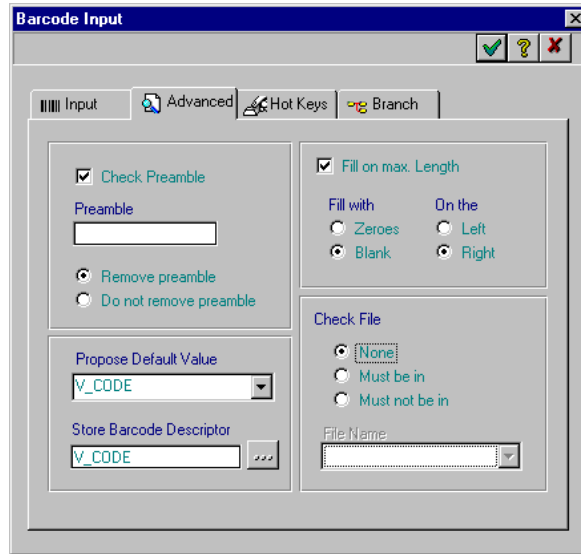 Barcode Input
Input
Advanced
Hot Keys
Branch
Check Preamble
Preamble
Remove preamble
Do not remove preamble
Fill on max. Length
Fill with On the
Zeroes Left
Blank Right
Propose Default Value
V_CODE
Store Barcode Descriptor
V_CODE
...
Check File
None
Must be in
Must not be in
File Name